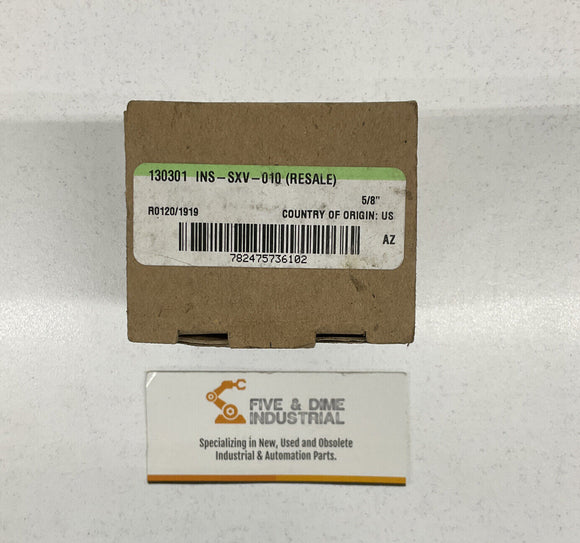 130301 INS-SXV-010 (RESALE)
5/8"
R0120/1919 COUNTRY OF ORIGIN: US
AZ
782475736102
FIVE & DIME
INDUSTRIAL
Specializing in New, Used and Obsolete
Industrial & Automation Parts.